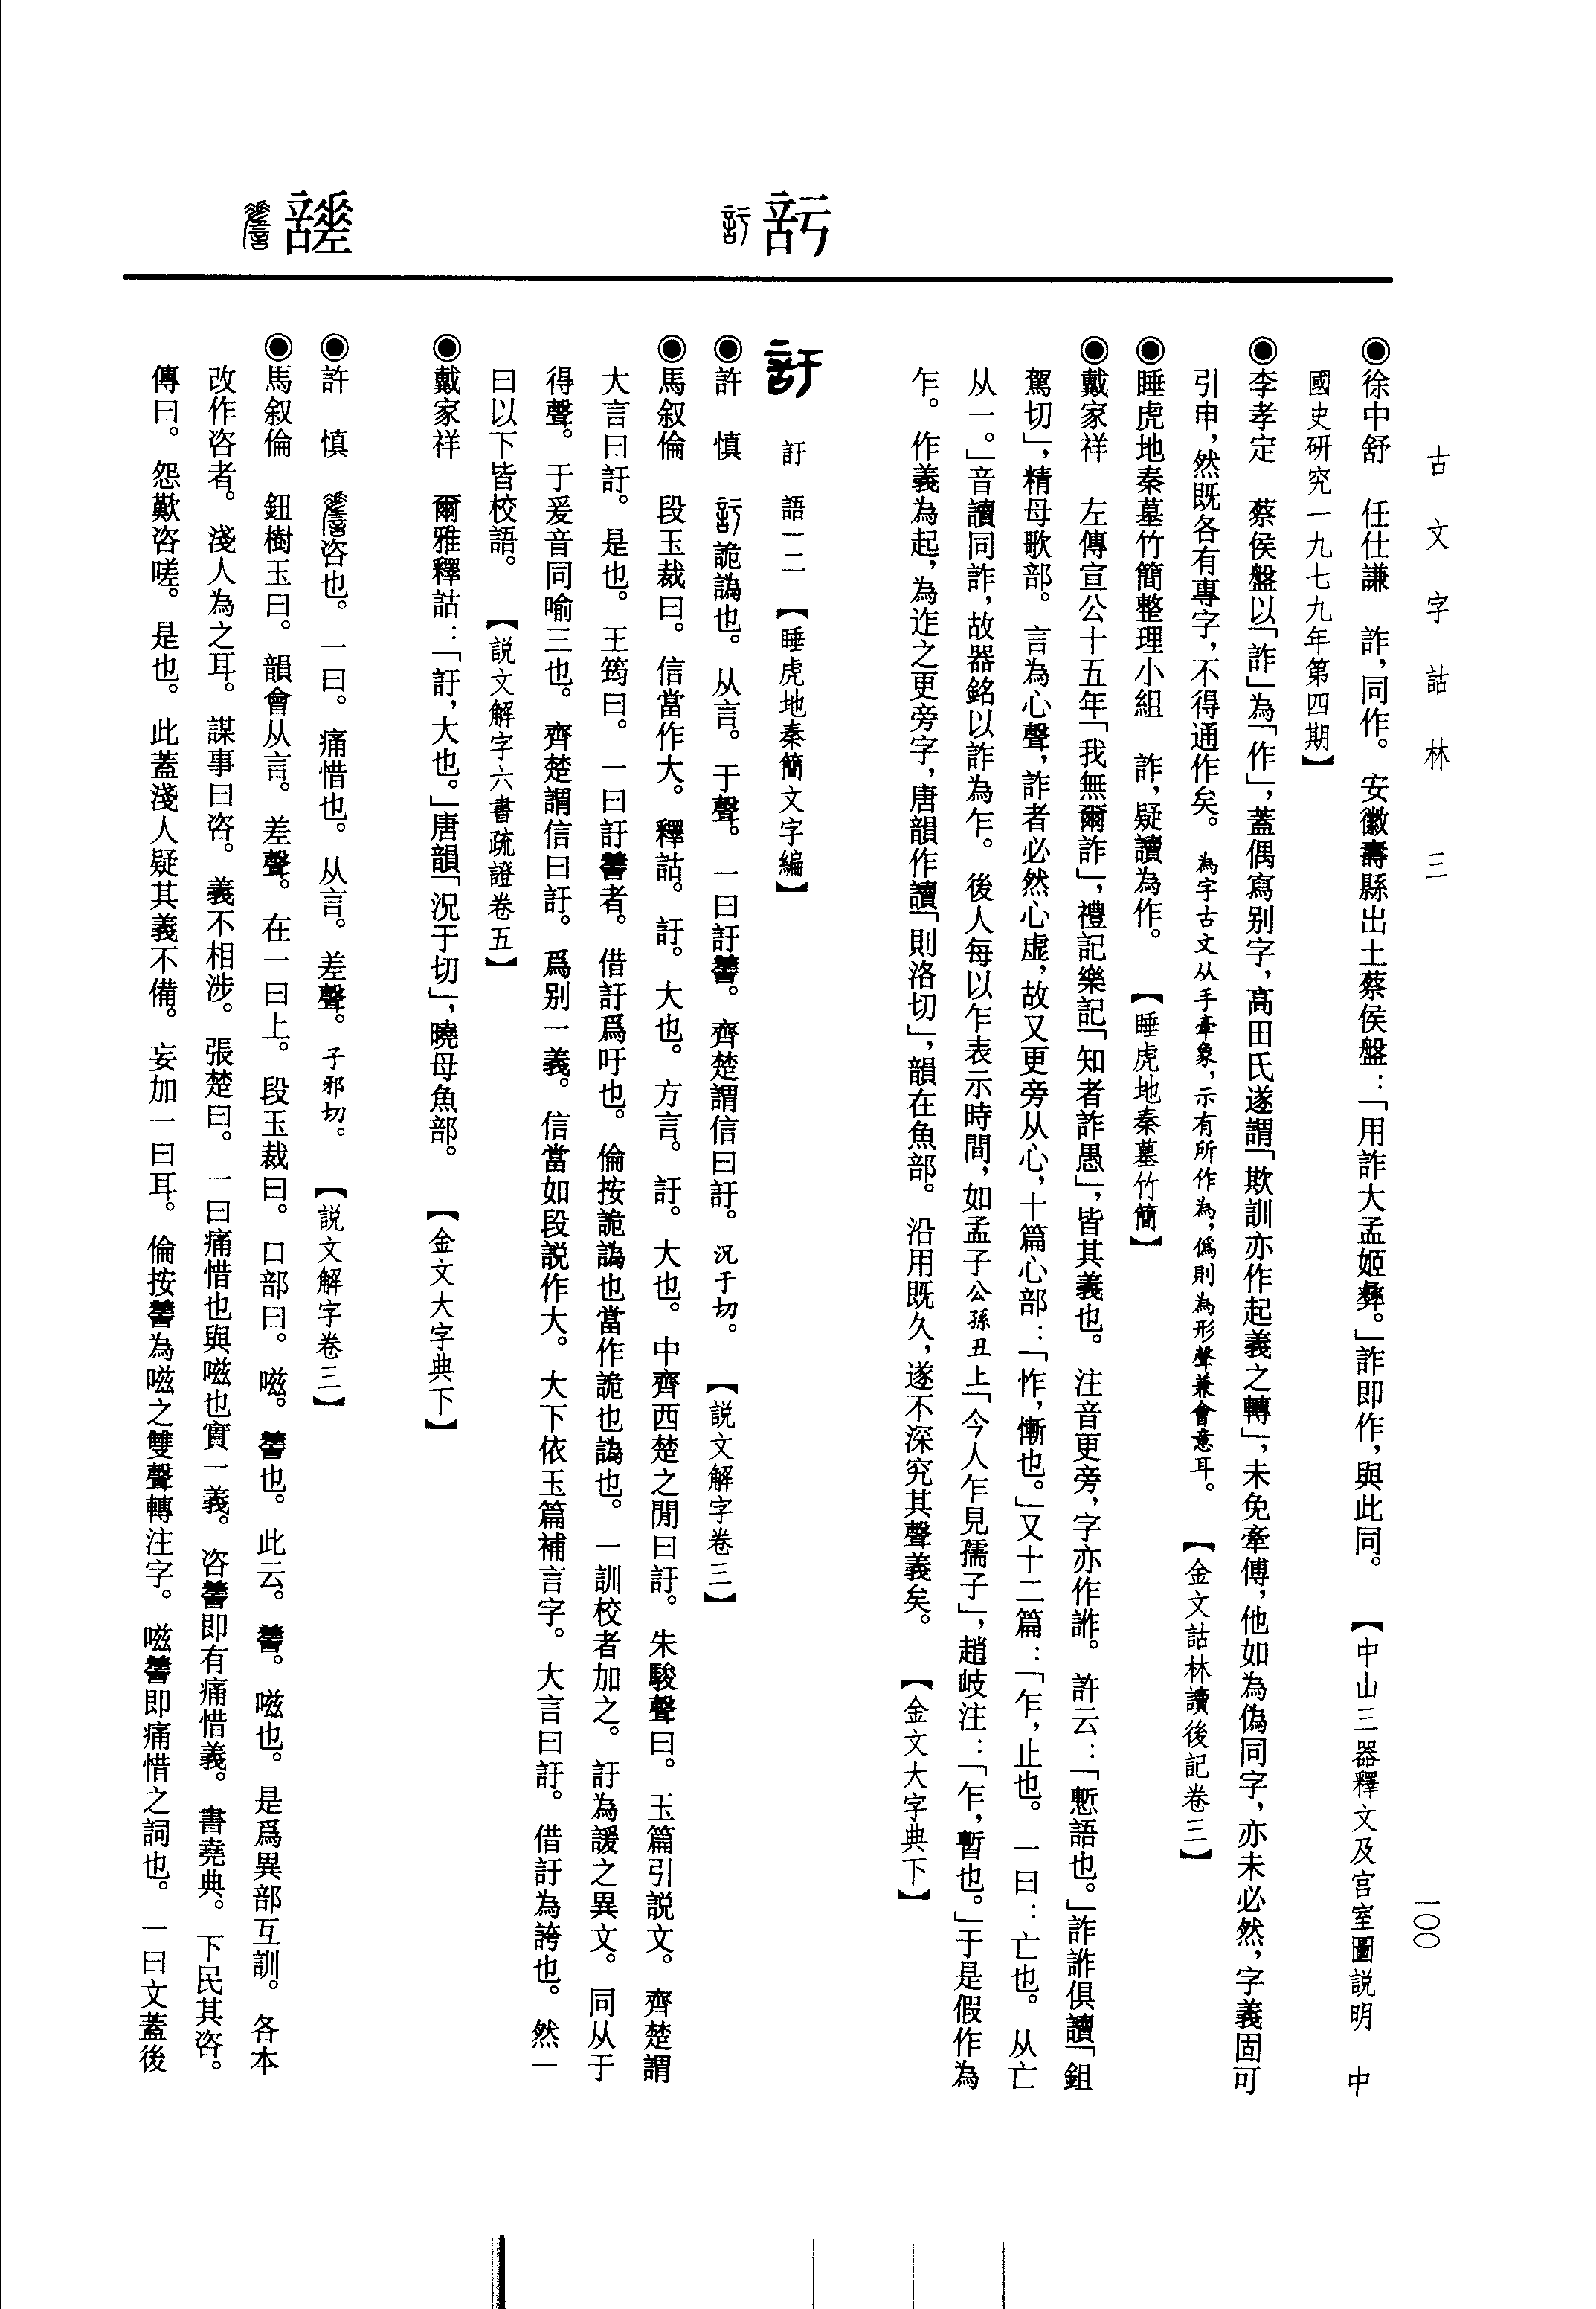 古文字詁林 三
一〇〇
◉徐中舒 任仕謙 詐，同作。安徽壽縣出土蔡侯盤：「用詐大孟姬彝。」詐即作，與此同。 【中山三器釋文及宫室圖説明 中
國史研究一九七九年第四期】
◉李孝定 蔡侯盤以「詐」為「作」，蓋偶寫别字，高田氏遂謂「欺訓亦作起義之轉」，未免牽傅，他如為偽同字，亦未必然，字義固可
引申，然既各有專字，不得通作矣。為字古文从手牽象，示有所作為，僞則為形聲兼會意耳。 【金文詁林讀後記卷三】
◉睡虎地秦墓竹簡整理小組 詐，疑讀為作。 【睡虎地秦墓竹簡】
◉戴家祥 左傳宣公十五年「我無爾詐」，禮記樂記「知者詐愚」，皆其義也。注音更旁，字亦作䛳。許云：「慙語也。」詐䛳俱讀「鉏
駕切」，精母歌部。言為心聲，詐者必然心虚，故又更旁从心，十篇心部：「怍，慚也。」又十二篇：「乍，止也。一曰：亡也。从亡
从一。」音讀同詐，故器銘以詐為乍。後人每以乍表示時間，如孟子公孫丑上「今人乍見孺子」，趙岐注：「乍，暫也。」于是假作為
乍。作義為起，為迮之更旁字，唐韻作讀「則洛切」，韻在魚部。沿用既久，遂不深究其聲義矣。 【金文大字典下】
訏
訏 語一二 【睡虎地秦簡文字編】
◉許 慎 訏詭譌也。从言。于聲。一曰訏謩。齊楚謂信曰訏。况于切。 【説文解字卷三】
◉馬叙倫 段玉裁曰。信當作大。釋詁。訏。大也。方言。訏。大也。中齊西楚之閒曰訏。朱駿聲曰。玉篇引説文。齊楚謂
大言曰訏。是也。王筠曰。一曰訏謩者。借訏爲吁也。倫按詭譌也當作詭也譌也。一訓校者加之。訏為諼之異文。同从于
得聲。于爰音同喻三也。齊楚謂信曰訏。爲别一義。信當如段説作大。大下依玉篇補言字。大言曰訏。借訏為誇也。然一
曰以下皆校語。 【説文解字六書疏證卷五】
◉戴家祥 爾雅釋詁：「訏，大也。」唐韻「況于切」，曉母魚部。 【金文大字典下】
◉許 慎 咨也。一曰。痛惜也。从言。差聲。子邪切。 【説文解字卷三】
◉馬叙倫 鈕樹玉曰。韻會从言。差聲。在一曰上。段玉裁曰。口部曰。嗞。謩也。此云。謩。嗞也。是爲異部互訓。各本
改作咨者。淺人為之耳。謀事曰咨。義不相涉。張楚曰。一曰痛惜也與嗞也實一義。咨謩即有痛惜義。書堯典。下民其咨。
傳曰。怨歎咨嗟。是也。此蓋淺人疑其義不備。妄加一曰耳。倫按謩為嗞之雙聲轉注字。嗞謩即痛惜之詞也。一曰文蓋後